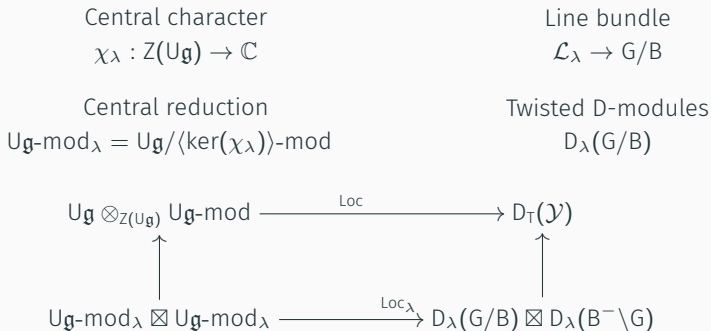 Central character
χ_λ : Z(U𝔤) → ℂ
Line bundle
ℒ_λ → G/B
Central reduction
U𝔤-mod_λ = U𝔤/⟨ker(χ_λ)⟩-mod
Twisted D-modules
D_λ(G/B)
U𝔤 ⊗_{Z(U𝔤)} U𝔤-mod
Loc
D_T(𝒴)
U𝔤-mod_λ ⊠ U𝔤-mod_λ
Loc_λ
D_λ(G/B) ⊠ D_λ(B⁻\G)